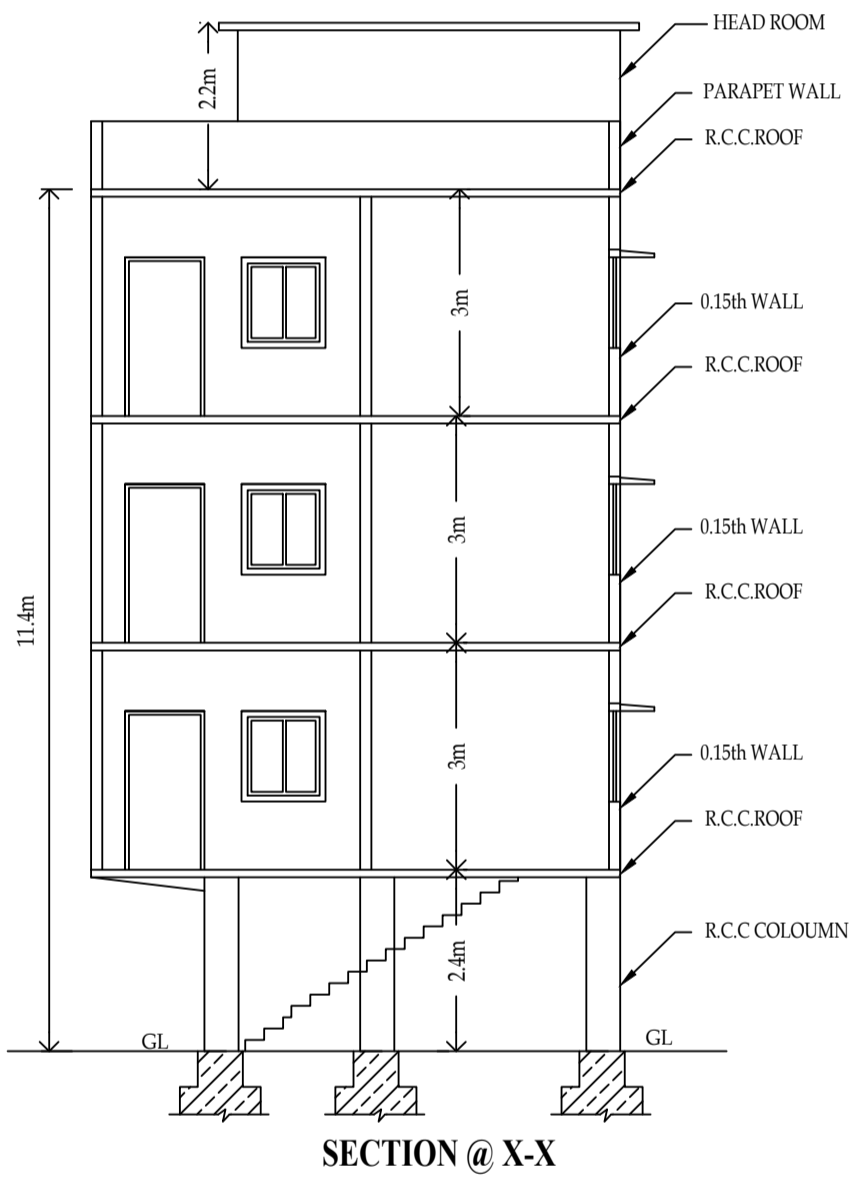 HEAD ROOM
2.2m
PARAPET WALL
R.C.C.ROOF
3m
0.15th WALL
R.C.C.ROOF
3m
0.15th WALL
R.C.C.ROOF
11.4m
3m
0.15th WALL
R.C.C.ROOF
2.4m
R.C.C COLOUMN
GL
GL
SECTION @ X-X